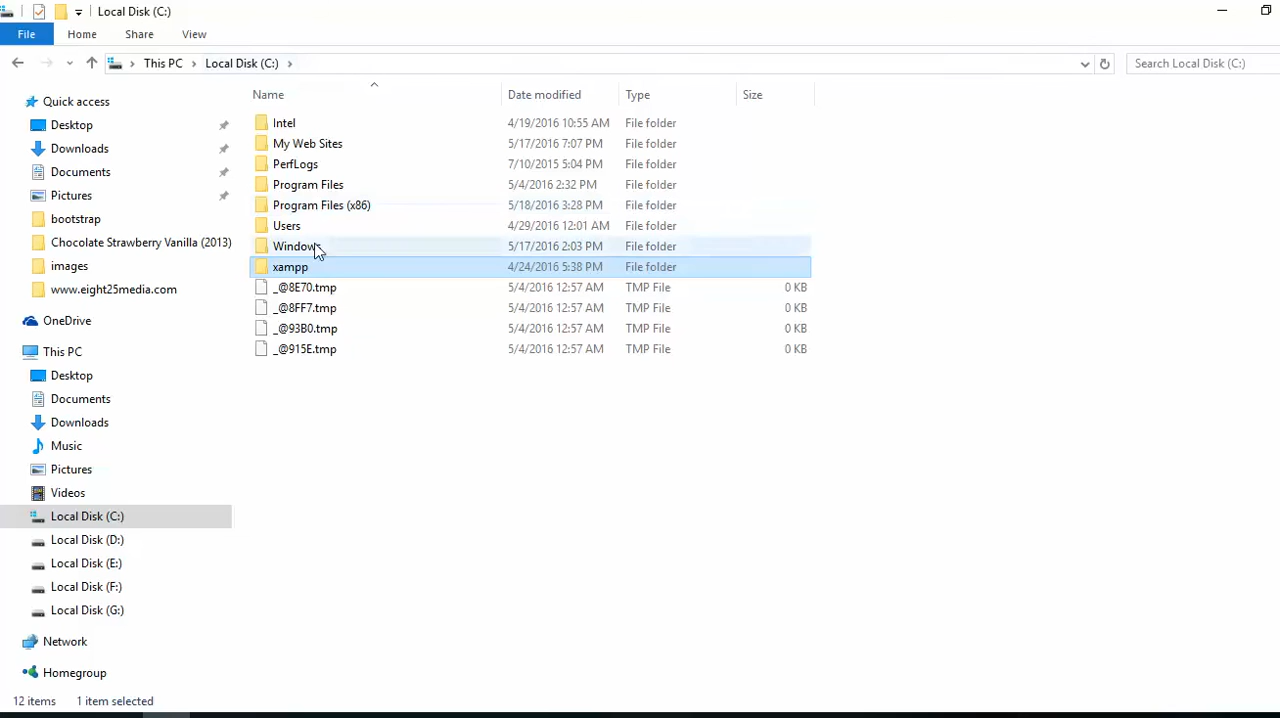 Local Disk (C:)
File Home Share View
This PC Local Disk (C:) Search Local Disk (C:)
Quick access
Desktop
Downloads
Documents
Pictures
bootstrap
Chocolate Strawberry Vanilla (2013)
images
www.eight25media.com
OneDrive
This PC
Desktop
Documents
Downloads
Music
Pictures
Videos
Local Disk (C:)
Local Disk (D:)
Local Disk (E:)
Local Disk (F:)
Local Disk (G:)
Network
Homegroup
Name Date modified Type Size
Intel 4/19/2016 10:55 AM File folder
My Web Sites 5/17/2016 7:07 PM File folder
PerfLogs 7/10/2015 5:04 PM File folder
Program Files 5/4/2016 2:32 PM File folder
Program Files (x86) 5/18/2016 3:28 PM File folder
Users 4/29/2016 12:01 AM File folder
Windows 5/17/2016 2:03 PM File folder
xampp 4/24/2016 5:38 PM File folder
_@8E70.tmp 5/4/2016 12:57 AM TMP File 0 KB
_@8FF7.tmp 5/4/2016 12:57 AM TMP File 0 KB
_@93B0.tmp 5/4/2016 12:57 AM TMP File 0 KB
_@915E.tmp 5/4/2016 12:57 AM TMP File 0 KB
12 items 1 item selected